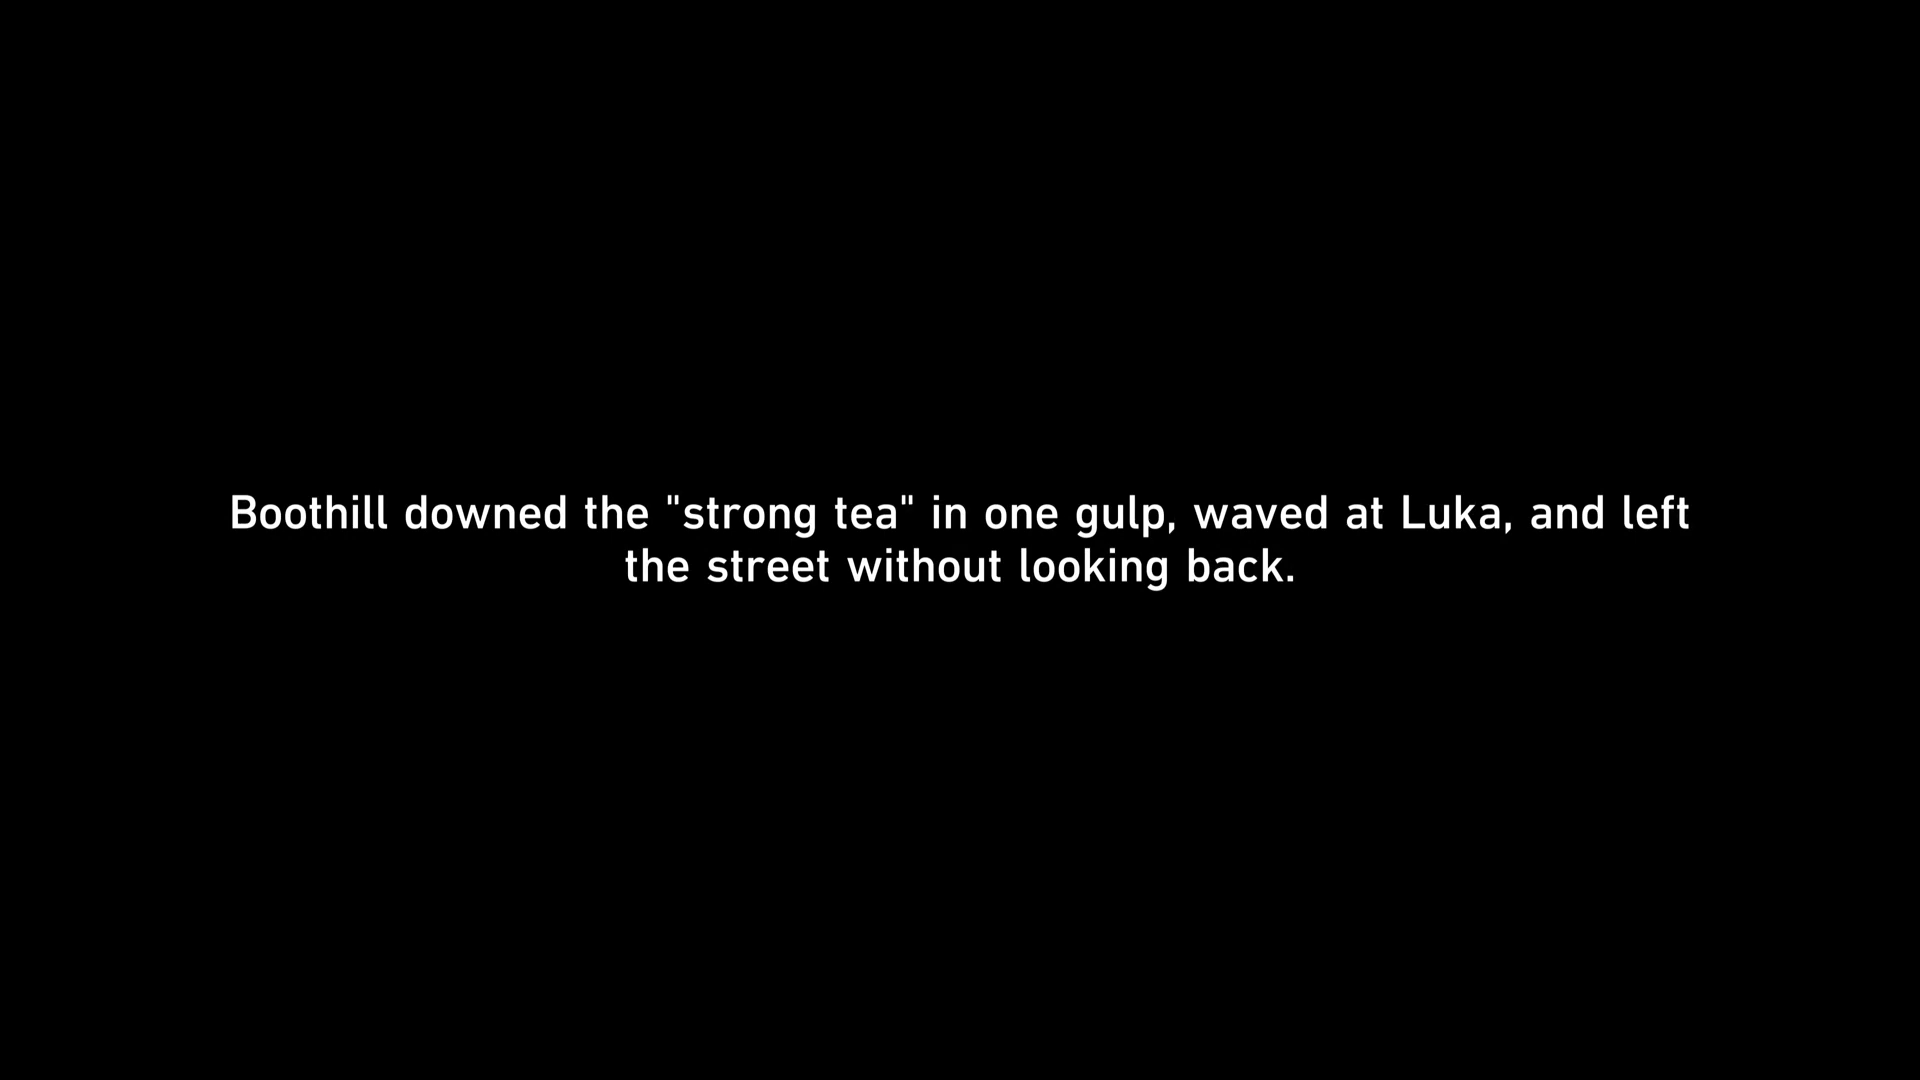 Boothill downed the "strong tea" in one gulp, waved at Luka, and left
the street without looking back.